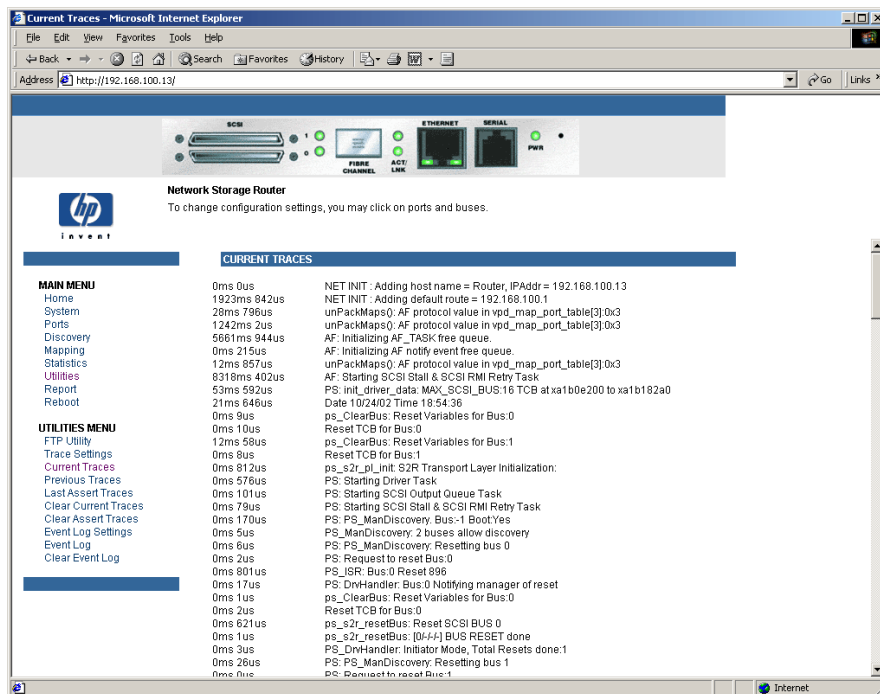 Current Traces - Microsoft Internet Explorer
File Edit View Favorites Tools Help
Back Search Favorites History
Address http://192.168.100.13/ Go Links »
SCSI 1 0 FIBRE CHANNEL ACT/ LNK ETHERNET SERIAL PWR
hp
invent
Network Storage Router
To change configuration settings, you may click on ports and buses.
MAIN MENU
Home
System
Ports
Discovery
Mapping
Statistics
Utilities
Report
Reboot
UTILITIES MENU
FTP Utility
Trace Settings
Current Traces
Previous Traces
Last Assert Traces
Clear Current Traces
Clear Assert Traces
Event Log Settings
Event Log
Clear Event Log
CURRENT TRACES
0ms 0us NET INIT : Adding host name = Router, IPAddr = 192.168.100.13
1923ms 842us NET INIT : Adding default route = 192.168.100.1
28ms 796us unPackMaps(): AF protocol value in vpd_map_port_table[3]:0x3
1242ms 2us unPackMaps(): AF protocol value in vpd_map_port_table[3]:0x3
5661ms 944us AF: Initializing AF_TASK free queue.
0ms 215us AF: Initializing AF notify event free queue.
12ms 857us unPackMaps(): AF protocol value in vpd_map_port_table[3]:0x3
8318ms 402us AF: Starting SCSI Stall & SCSI RMI Retry Task
53ms 592us PS: init_driver_data: MAX_SCSI_BUS:16 TCB at xa1b0e200 to xa1b182a0
21ms 646us Date 10/24/02 Time 18:54:36
0ms 9us ps_ClearBus: Reset Variables for Bus:0
0ms 10us Reset TCB for Bus:0
12ms 58us ps_ClearBus: Reset Variables for Bus:1
0ms 8us Reset TCB for Bus:1
0ms 812us ps_s2r_pl_init: S2R Transport Layer Initialization:
0ms 576us PS: Starting Driver Task
0ms 101us PS: Starting SCSI Output Queue Task
0ms 79us PS: Starting SCSI Stall & SCSI RMI Retry Task
0ms 170us PS: PS_ManDiscovery. Bus:-1 Boot:Yes
0ms 5us PS_ManDiscovery: 2 buses allow discovery
0ms 6us PS: PS_ManDiscovery: Resetting bus 0
0ms 2us PS: Request to reset Bus:0
0ms 801us PS_ISR: Bus:0 Reset 896
0ms 17us PS: DrvHandler: Bus:0 Notifying manager of reset
0ms 1us ps_ClearBus: Reset Variables for Bus:0
0ms 2us Reset TCB for Bus:0
0ms 621us ps_s2r_resetBus: Reset SCSI BUS 0
0ms 1us ps_s2r_resetBus: [0/-/-/-] BUS RESET done
0ms 3us PS_DrvHandler: Initiator Mode, Total Resets done:1
0ms 26us PS: PS_ManDiscovery: Resetting bus 1
0ms 0us PS: Request to reset Bus:1
Internet